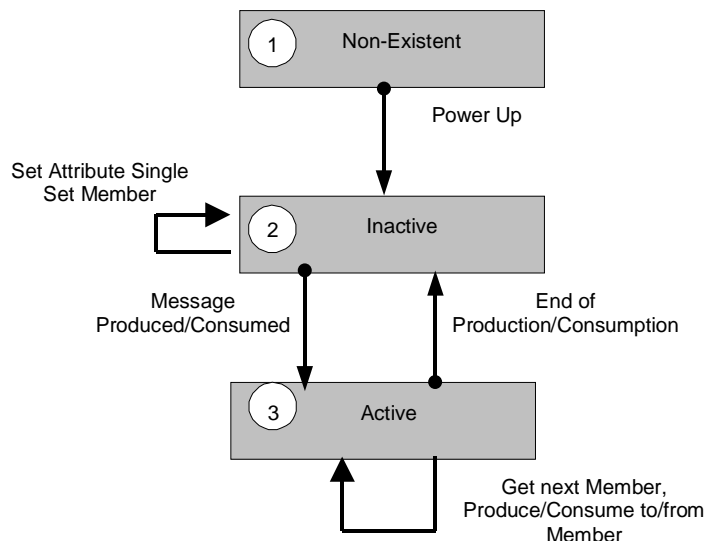 1
Non-Existent
Power Up
Set Attribute Single
Set Member
2
Inactive
Message
Produced/Consumed
End of
Production/Consumption
3
Active
Get next Member,
Produce/Consume to/from
Member